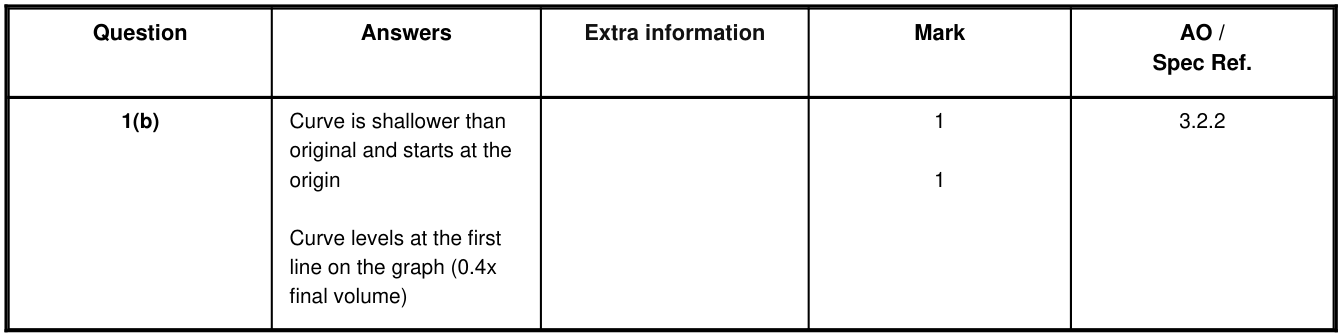 Question Answers Extra information Mark AO /
Spec Ref.
1(b) Curve is shallower than 1 3.2.2
original and starts at the
origin 1
Curve levels at the first
line on the graph (0.4x
final volume)